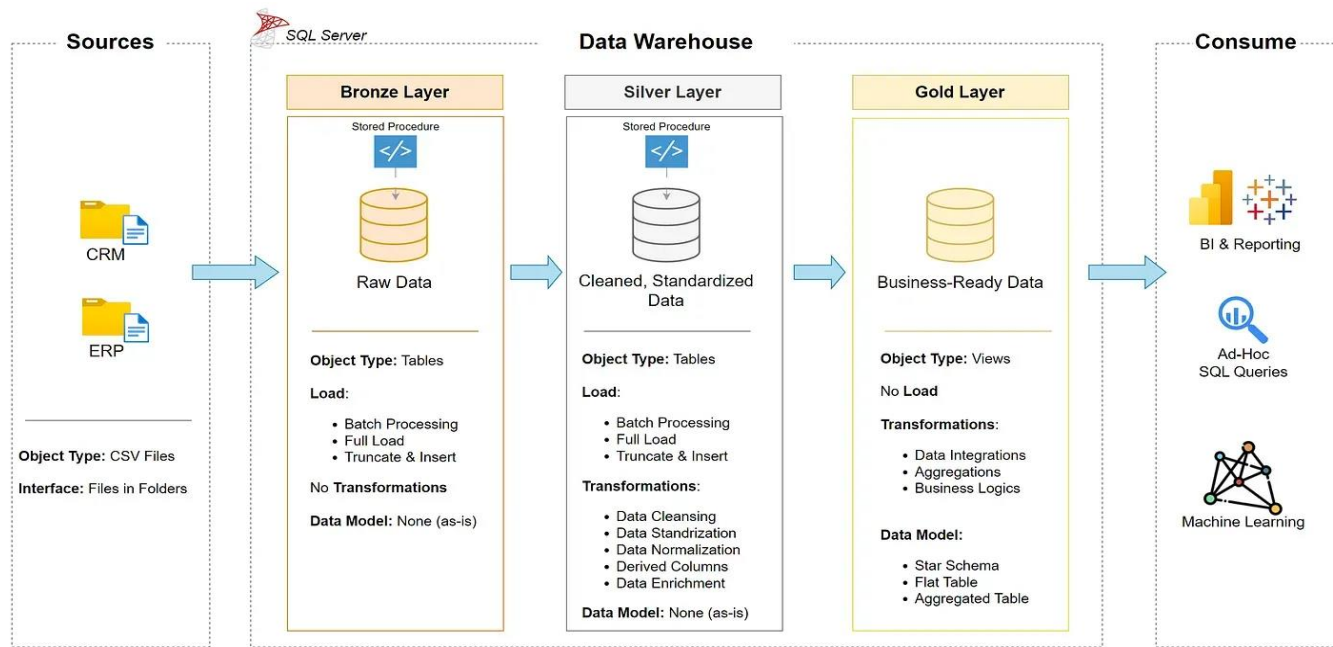 Sources
CRM
ERP
Object Type: CSV Files
Interface: Files in Folders
SQL Server
Data Warehouse
Bronze Layer
Stored Procedure
</>
Raw Data
Object Type: Tables
Load:
• Batch Processing
• Full Load
• Truncate & Insert
No Transformations
Data Model: None (as-is)
Silver Layer
Stored Procedure
</>
Cleaned, Standardized
Data
Object Type: Tables
Load:
• Batch Processing
• Full Load
• Truncate & Insert
Transformations:
• Data Cleansing
• Data Standrization
• Data Normalization
• Derived Columns
• Data Enrichment
Data Model: None (as-is)
Gold Layer
Business-Ready Data
Object Type: Views
No Load
Transformations:
• Data Integrations
• Aggregations
• Business Logics
Data Model:
• Star Schema
• Flat Table
• Aggregated Table
Consume
BI & Reporting
Ad-Hoc
SQL Queries
Machine Learning